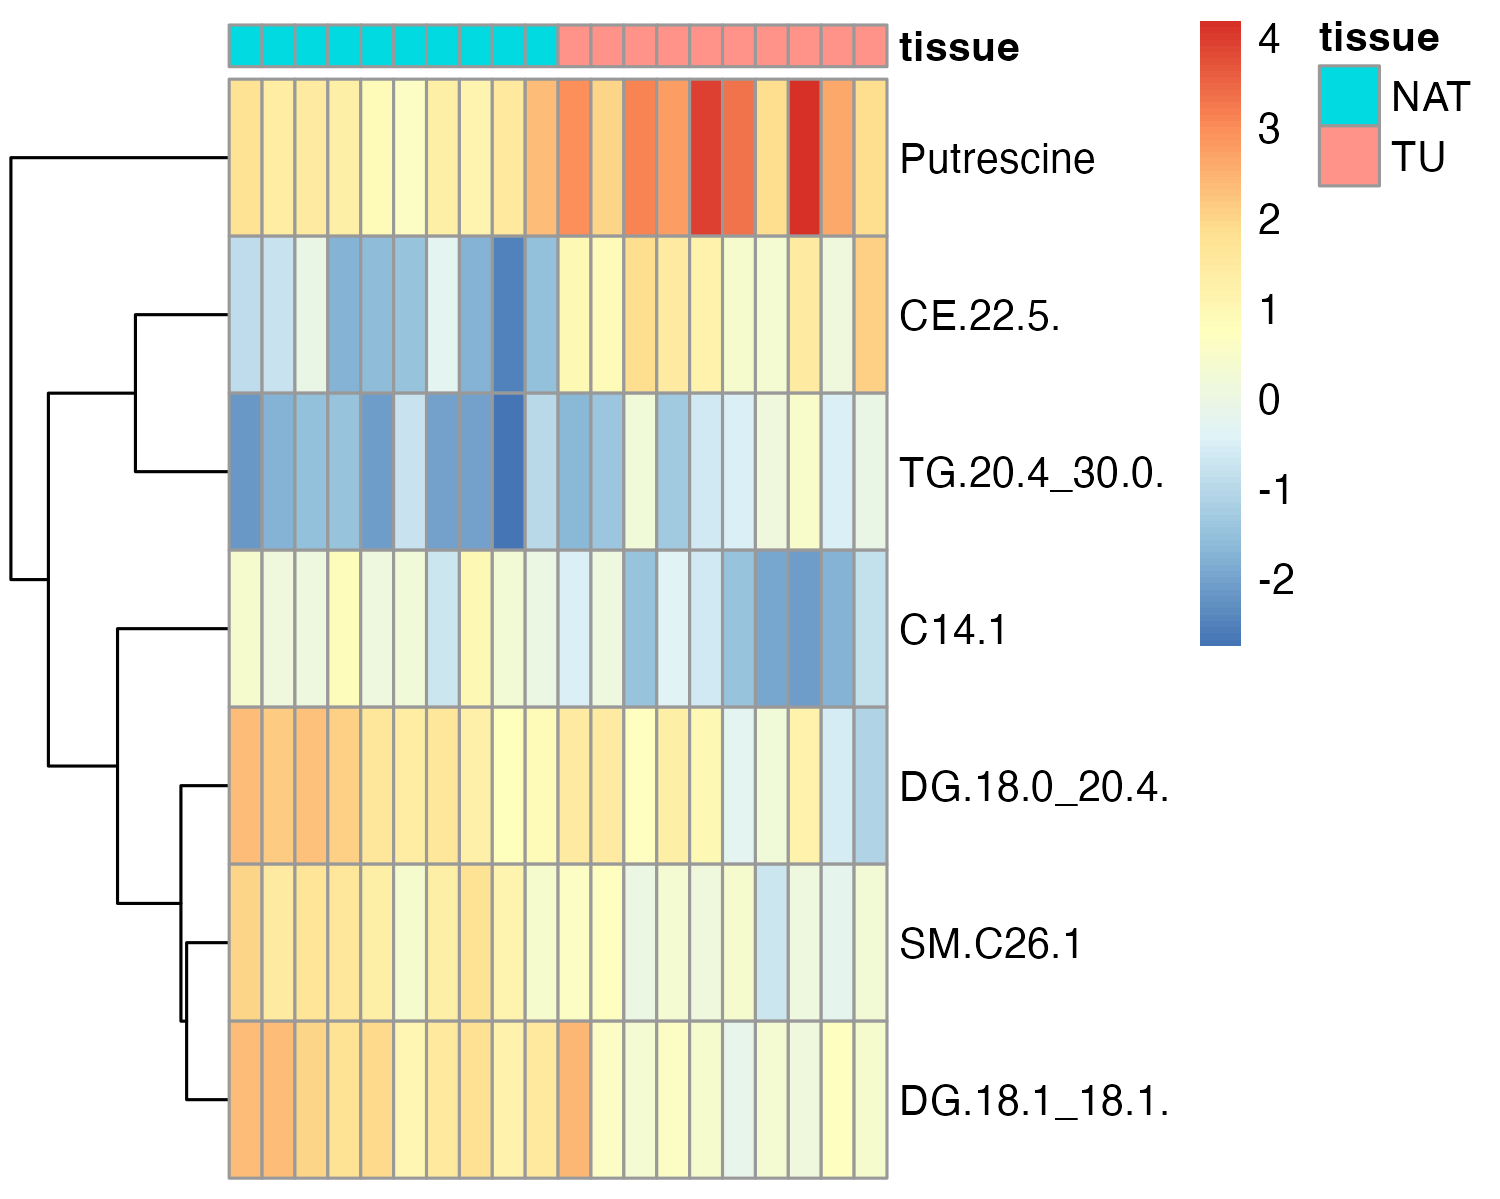 tissue
Putrescine
CE.22.5.
TG.20.4_30.0.
C14.1
DG.18.0_20.4.
SM.C26.1
DG.18.1_18.1.
4
3
2
1
0
-1
-2
tissue
NAT
TU